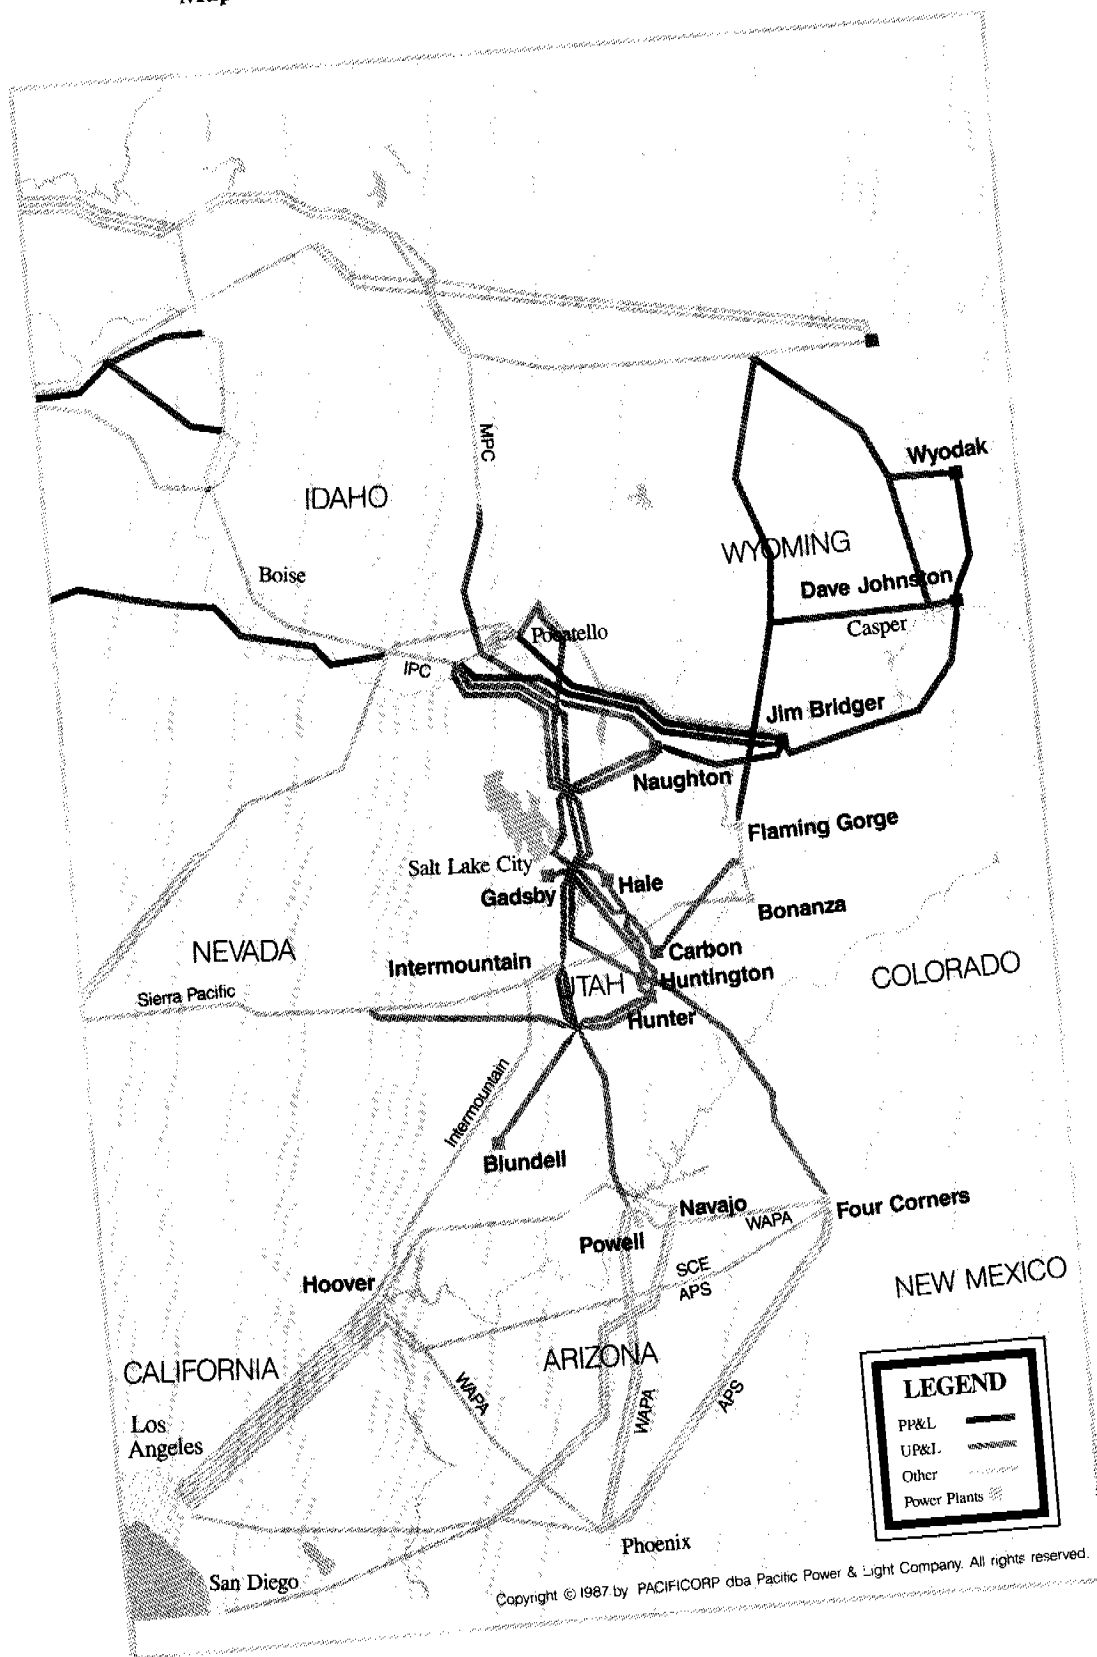 Map
MPC
Wyodak
IDAHO
WYOMING
Boise
Dave Johnston
Casper
Pocatello
IPC
Jim Bridger
Naughton
Flaming Gorge
Salt Lake City
Hale
Gadsby
Bonanza
NEVADA
Carbon
Intermountain
UTAH
Huntington
COLORADO
Sierra Pacific
Hunter
Intermountain
Blundell
Navajo
WAPA
Four Corners
Powell
SCE
APS
Hoover
NEW MEXICO
CALIFORNIA
ARIZONA
WAPA
WAPA
APS
Los
Angeles
LEGEND
PP&L
UP&L
Other
Power Plants
Phoenix
San Diego
Copyright © 1987 by PACIFICORP dba Pacific Power & Light Company. All rights reserved.